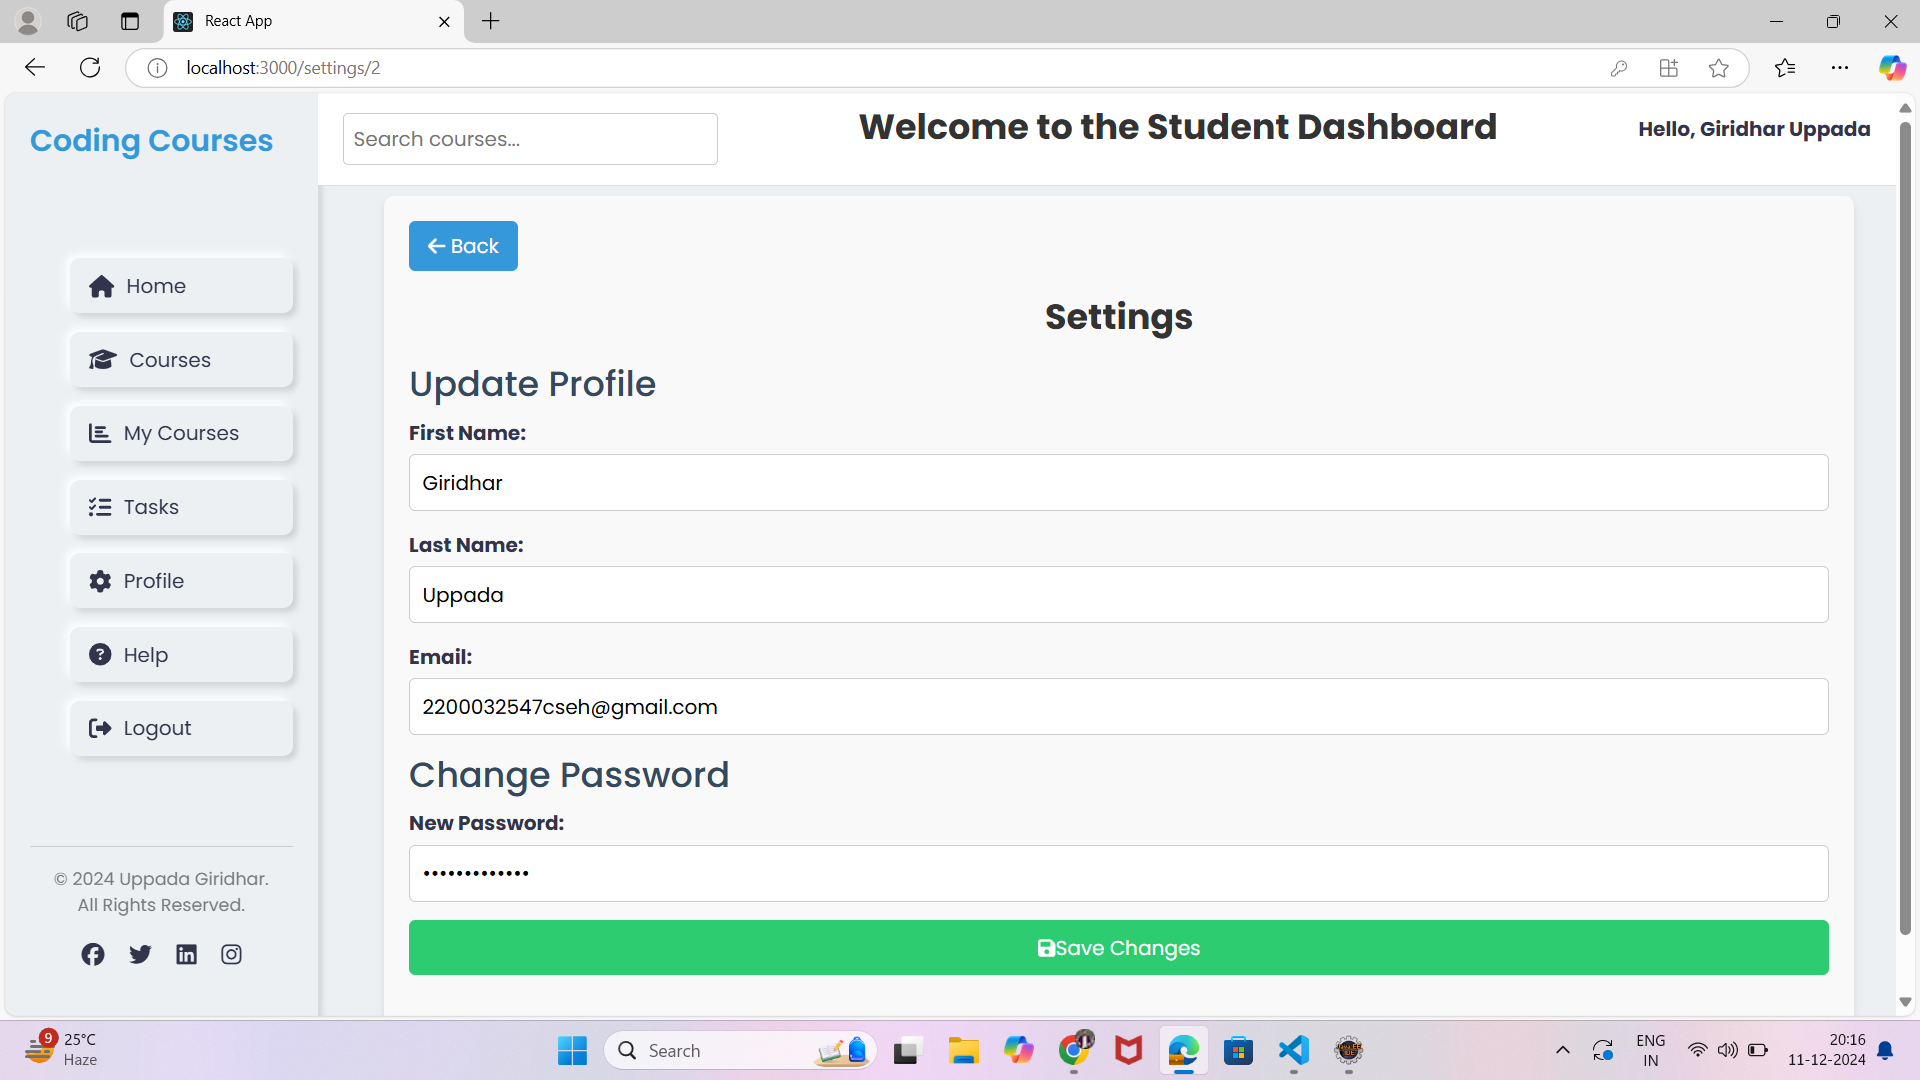 React App
localhost:3000/settings/2
Coding Courses
Search courses...
Welcome to the Student Dashboard
Hello, Giridhar Uppada
Home
Courses
My Courses
Tasks
Profile
Help
Logout
© 2024 Uppada Giridhar.
All Rights Reserved.
Back
Settings
Update Profile
First Name:
Giridhar
Last Name:
Uppada
Email:
2200032547cseh@gmail.com
Change Password
New Password:
•••••••••••••
Save Changes
9
25°C
Haze
Search
ENG
IN
20:16
11-12-2024